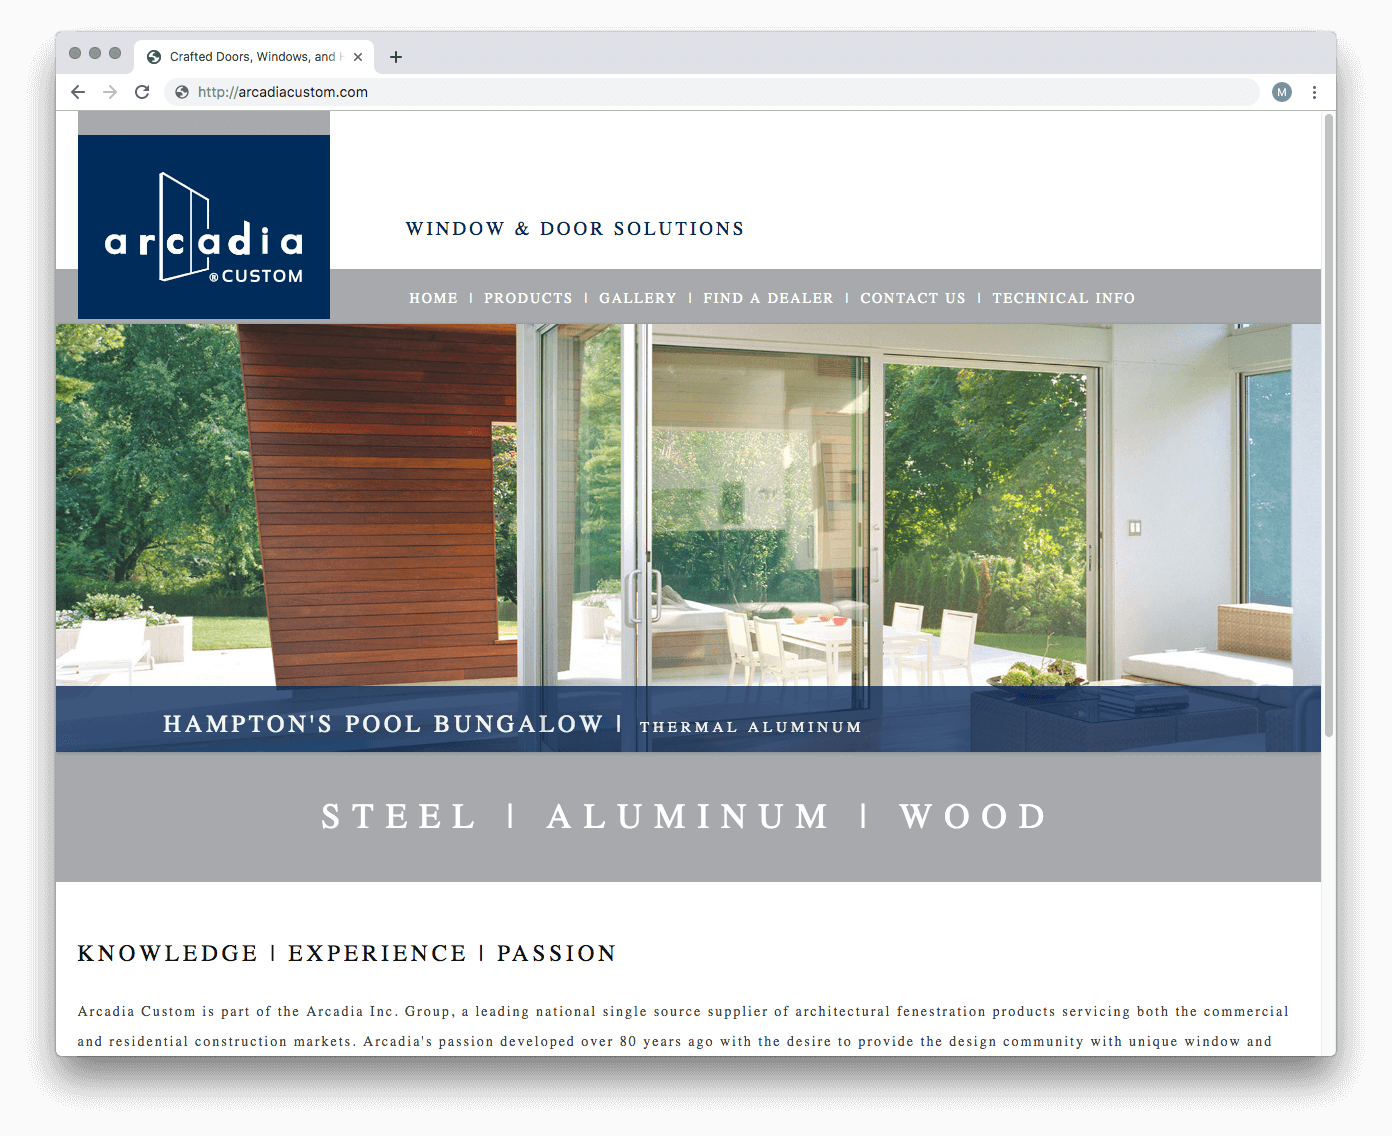 Crafted Doors, Windows, and
http://arcadiacustom.com
M
arcadia
®CUSTOM
WINDOW & DOOR SOLUTIONS
HOME | PRODUCTS | GALLERY | FIND A DEALER | CONTACT US | TECHNICAL INFO
HAMPTON'S POOL BUNGALOW | THERMAL ALUMINUM
STEEL | ALUMINUM | WOOD
KNOWLEDGE | EXPERIENCE | PASSION
Arcadia Custom is part of the Arcadia Inc. Group, a leading national single source supplier of architectural fenestration products servicing both the commercial
and residential construction markets. Arcadia's passion developed over 80 years ago with the desire to provide the design community with unique window and